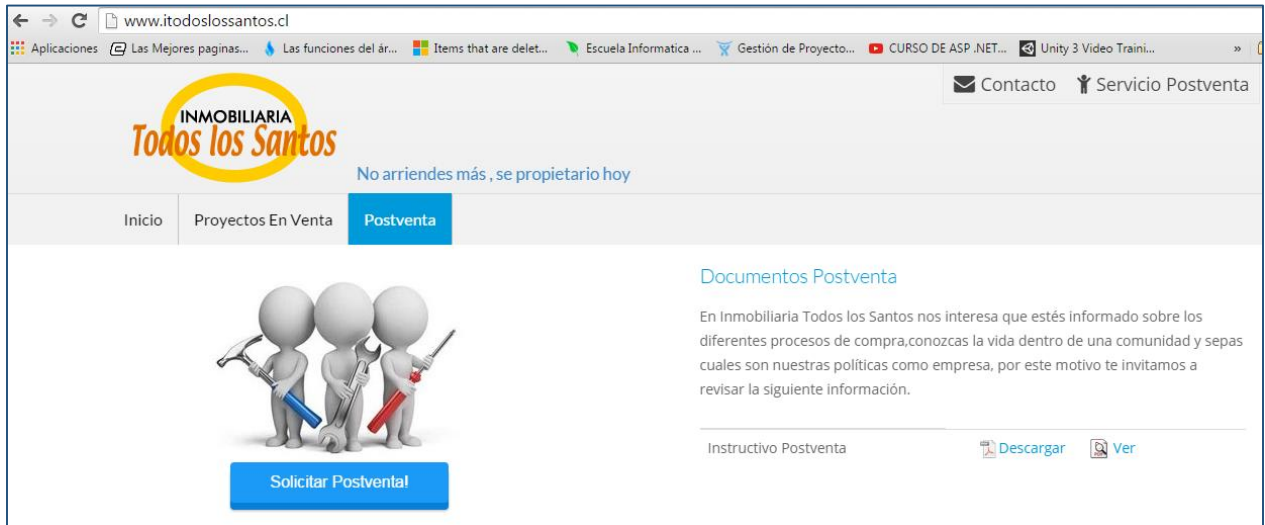 www.itodoslossantos.cl
Aplicaciones Las Mejores paginas... Las funciones del ár... Items that are delet... Escuela Informatica ... Gestión de Proyecto... CURSO DE ASP .NET... Unity 3 Video Traini... »
Contacto Servicio Postventa
INMOBILIARIA
Todos los Santos
No arriendes más , se propietario hoy
Inicio Proyectos En Venta Postventa
Documentos Postventa
En Inmobiliaria Todos los Santos nos interesa que estés informado sobre los
diferentes procesos de compra,conozcas la vida dentro de una comunidad y sepas
cuales son nuestras políticas como empresa, por este motivo te invitamos a
revisar la siguiente información.
Instructivo Postventa Descargar Ver
Solicitar Postventa!